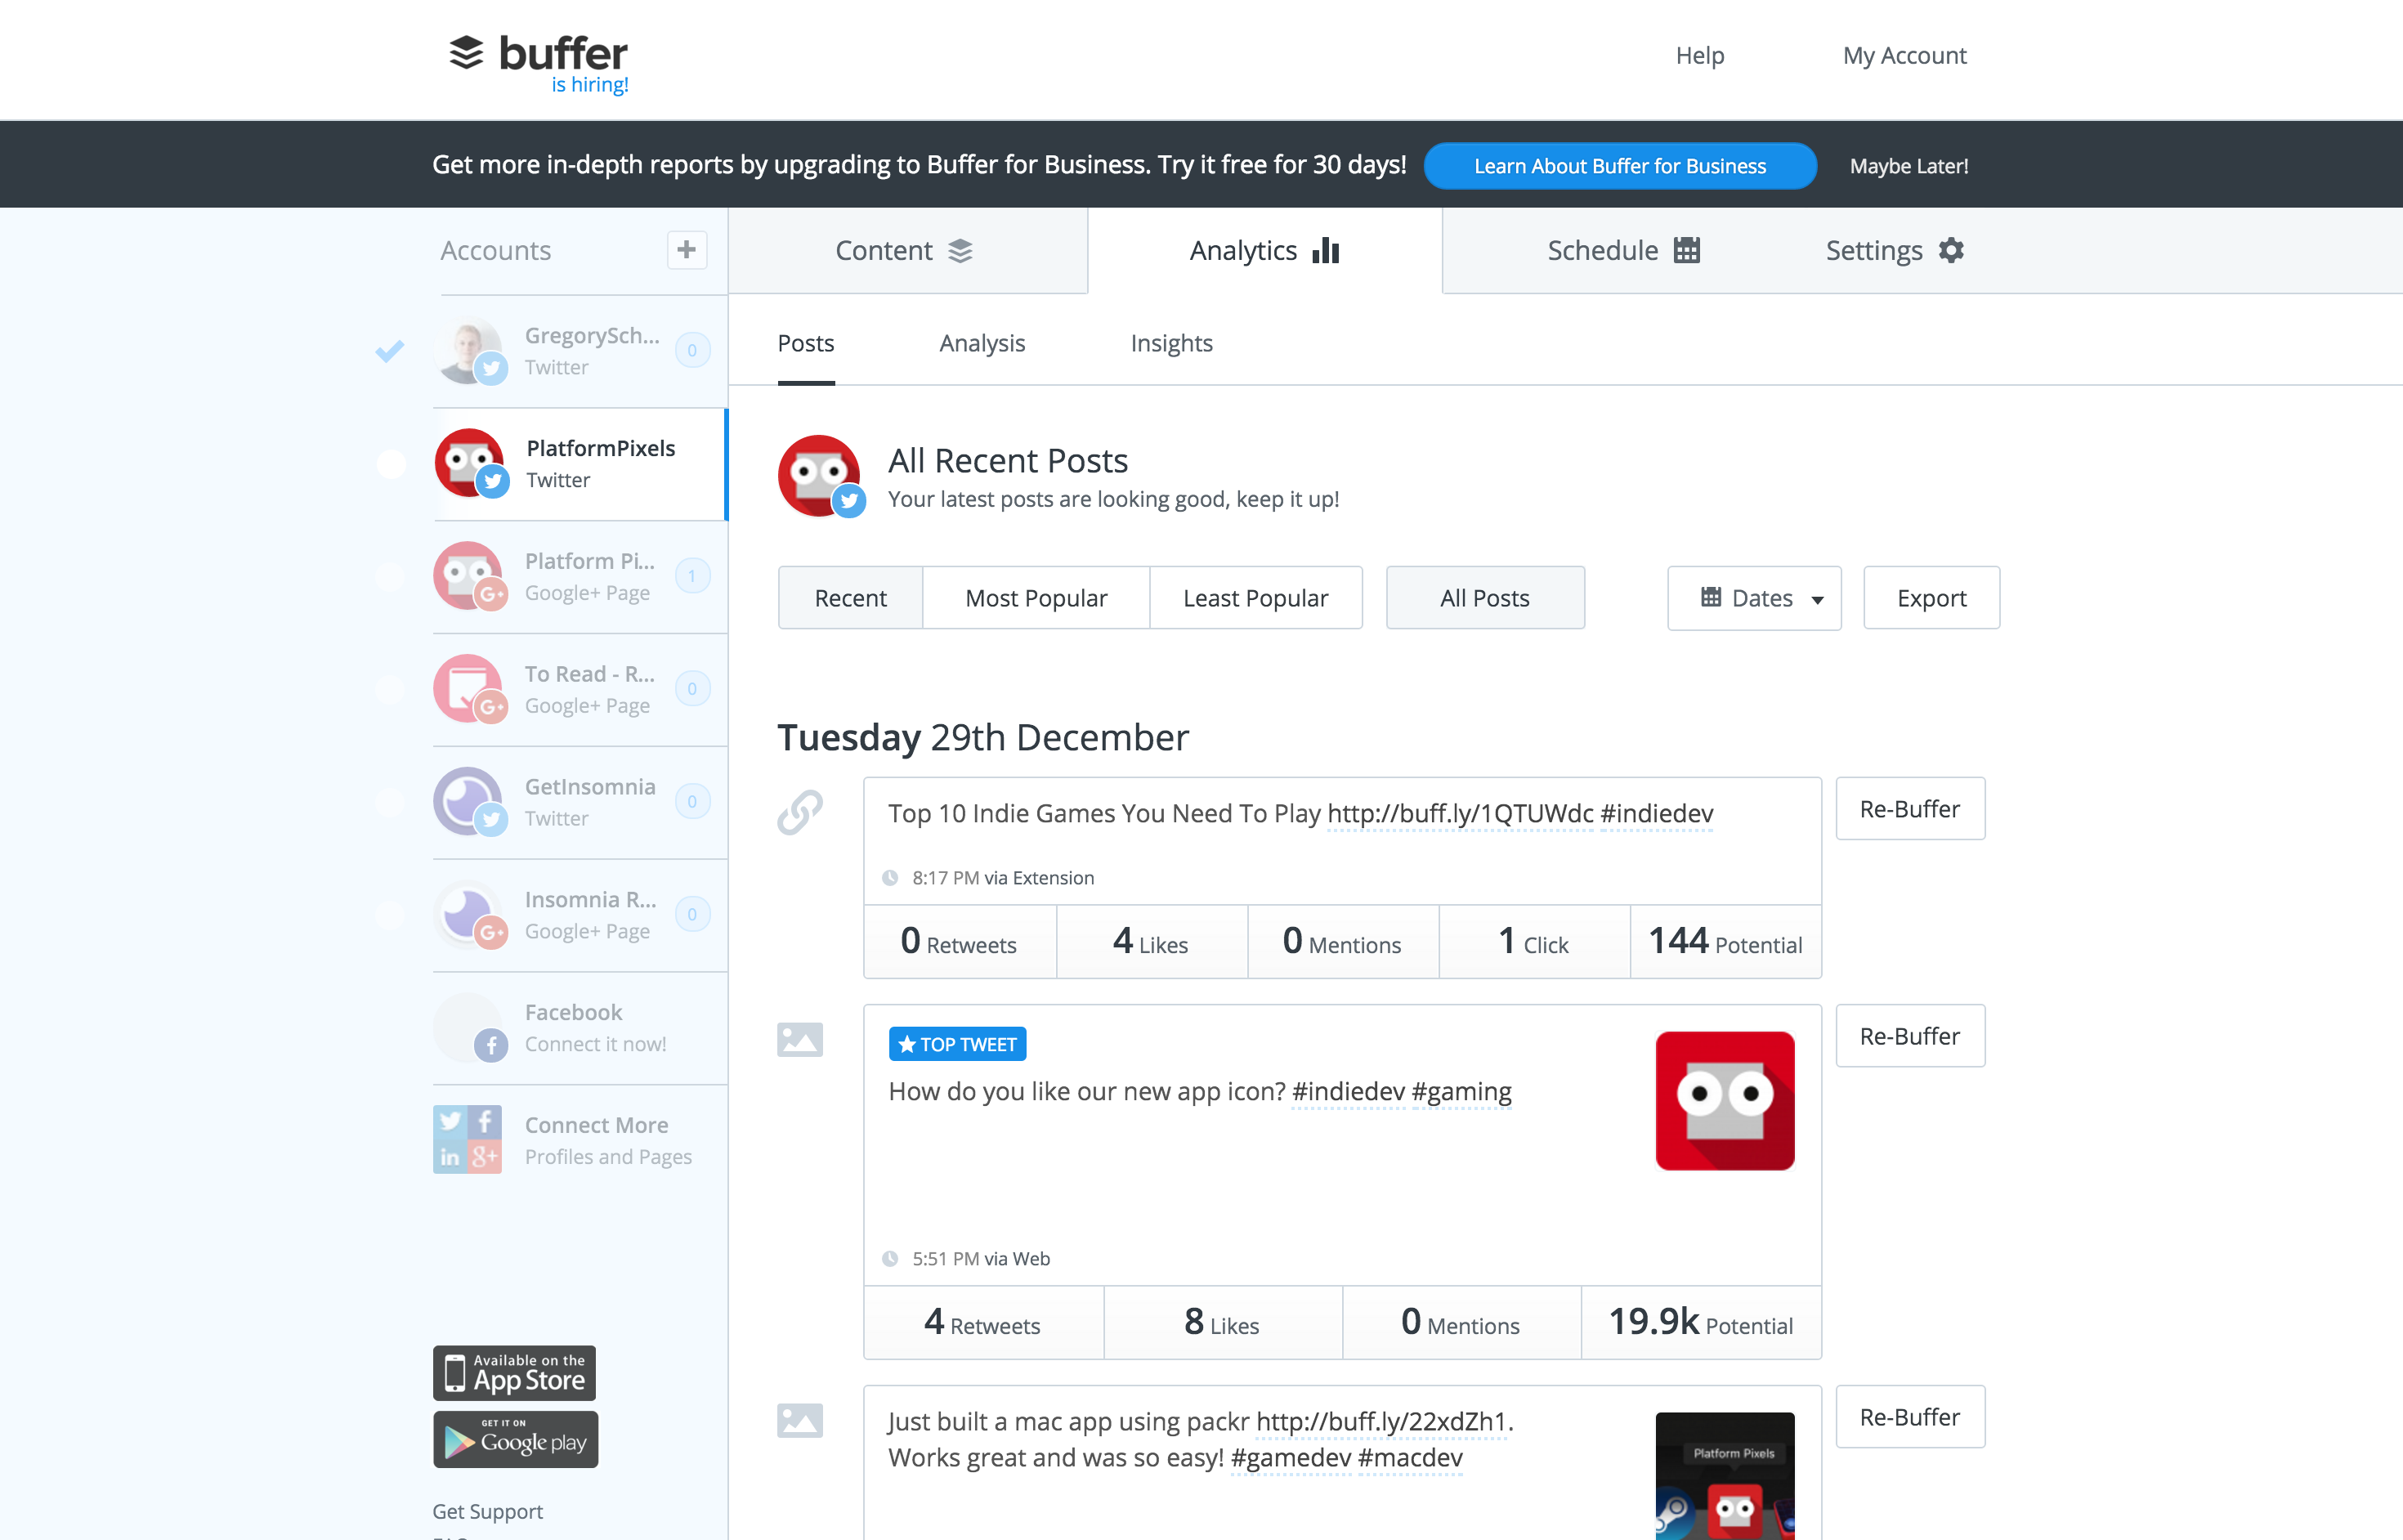 buffer
is hiring!
Help
My Account
Get more in-depth reports by upgrading to Buffer for Business. Try it free for 30 days!
Learn About Buffer for Business
Maybe Later!
Accounts
Content
Analytics
Schedule
Settings
GregorySch...
Twitter
0
PlatformPixels
Twitter
Platform Pi...
Google+ Page
1
To Read - R...
Google+ Page
0
GetInsomnia
Twitter
0
Insomnia R...
Google+ Page
0
Facebook
Connect it now!
Connect More
Profiles and Pages
Available on the
App Store
GET IT ON
Google play
Get Support
Posts
Analysis
Insights
All Recent Posts
Your latest posts are looking good, keep it up!
Recent
Most Popular
Least Popular
All Posts
Dates
Export
Tuesday 29th December
Top 10 Indie Games You Need To Play http://buff.ly/1QTUWdc #indiedev
8:17 PM via Extension
0 Retweets
4 Likes
0 Mentions
1 Click
144 Potential
Re-Buffer
TOP TWEET
How do you like our new app icon? #indiedev #gaming
5:51 PM via Web
4 Retweets
8 Likes
0 Mentions
19.9k Potential
Re-Buffer
Just built a mac app using packr http://buff.ly/22xdZh1.
Works great and was so easy! #gamedev #macdev
Platform Pixels
Re-Buffer